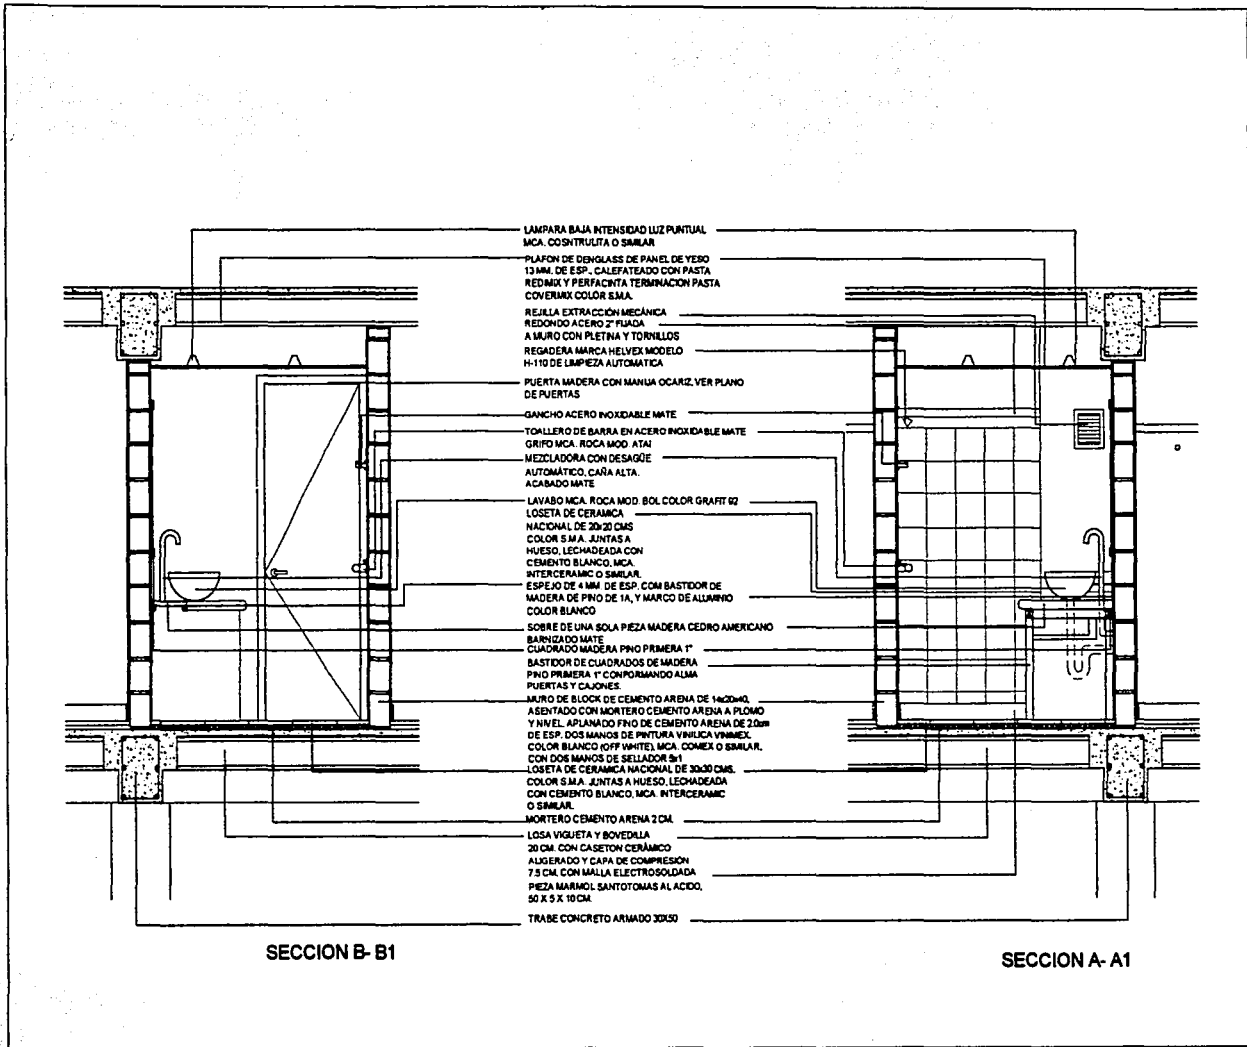 LAMPARA BAJA INTENSIDAD LUZ PUNTUAL
MCA. COSNTRULITA O SIMILAR
PLAFON DE DENGLASS DE PANEL DE YESO
13 MM. DE ESP., CALEFATEADO CON PASTA
REDIMIX Y PERFACINTA TERMINACION PASTA
COVERMIX COLOR S.M.A.
REJILLA EXTRACCIÓN MECÁNICA
REDONDO ACERO 2" FIJADA
A MURO CON PLETINA Y TORNILLOS
REGADERA MARCA HELVEX MODELO
H-110 DE LIMPIEZA AUTOMATICA
PUERTA MADERA CON MANIJA OCARIZ, VER PLANO
DE PUERTAS
GANCHO ACERO INOXIDABLE MATE
TOALLERO DE BARRA EN ACERO INOXIDABLE MATE
GRIFO MCA. ROCA MOD. ATAI
MEZCLADORA CON DESAGÜE
AUTOMÁTICO, CAÑA ALTA.
ACABADO MATE
LAVABO MCA. ROCA MOD. BOL COLOR GRAFIT 92
LOSETA DE CERAMICA
NACIONAL DE 20x20 CMS
COLOR S.M.A. JUNTAS A
HUESO, LECHADEADA CON
CEMENTO BLANCO, MCA.
INTERCERAMIC O SIMILAR.
ESPEJO DE 4 MM. DE ESP. COM BASTIDOR DE
MADERA DE PINO DE 1A, Y MARCO DE ALUMINIO
COLOR BLANCO
SOBRE DE UNA SOLA PIEZA MADERA CEDRO AMERICANO
BARNIZADO MATE
CUADRADO MADERA PINO PRIMERA 1"
BASTIDOR DE CUADRADOS DE MADERA
PINO PRIMERA 1" CONFORMANDO ALMA
PUERTAS Y CAJONES.
MURO DE BLOCK DE CEMENTO ARENA DE 14x20x40,
ASENTADO CON MORTERO CEMENTO ARENA A PLOMO
Y NIVEL. APLANADO FINO DE CEMENTO ARENA DE 2.0cm
DE ESP. DOS MANOS DE PINTURA VINILICA VINIMEX,
COLOR BLANCO (OFF WHITE), MCA. COMEX O SIMILAR,
CON DOS MANOS DE SELLADOR 5x1
LOSETA DE CERAMICA NACIONAL DE 30x30 CMS.
COLOR S.M.A. JUNTAS A HUESO, LECHADEADA
CON CEMENTO BLANCO, MCA. INTERCERAMIC
O SIMILAR.
MORTERO CEMENTO ARENA 2 CM.
LOSA VIGUETA Y BOVEDILLA
20 CM. CON CASETON CERÁMICO
ALIGERADO Y CAPA DE COMPRESIÓN
7.5 CM. CON MALLA ELECTROSOLDADA
PIEZA MARMOL SANTOTOMAS AL ACIDO,
50 X 5 X 10 CM.
TRABE CONCRETO ARMADO 30X50
SECCION B- B1
SECCION A- A1